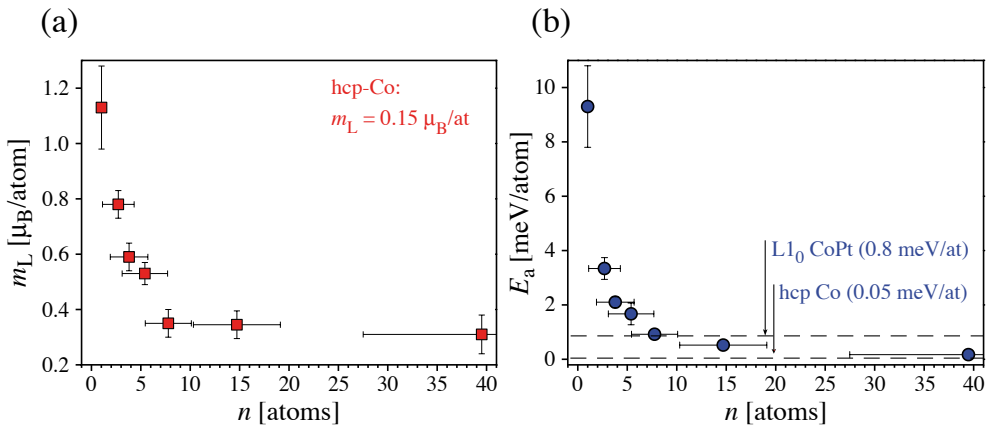 (a)
hcp-Co:
m_L = 0.15 μ_B/at
m_L [μ_B/atom]
1.2
1.0
0.8
0.6
0.4
0.2
0 5 10 15 20 25 30 35 40
n [atoms]
(b)
E_a [meV/atom]
10
8
6
4
2
0
L1₀ CoPt (0.8 meV/at)
hcp Co (0.05 meV/at)
0 5 10 15 20 25 30 35 40
n [atoms]